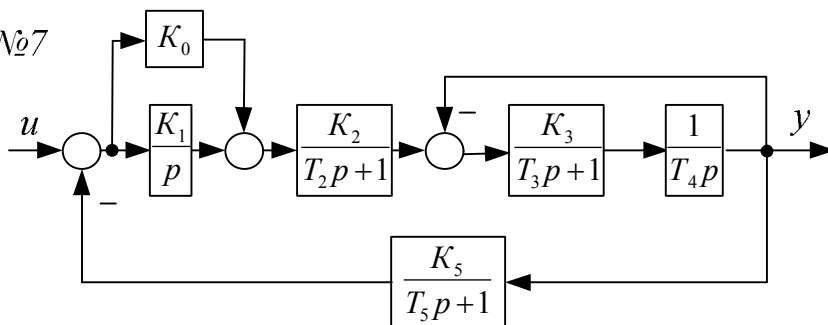 №7
K₀
u
K₁
p
K₂
T₂p+1
−
K₃
T₃p+1
1
T₄p
y
−
K₅
T₅p+1